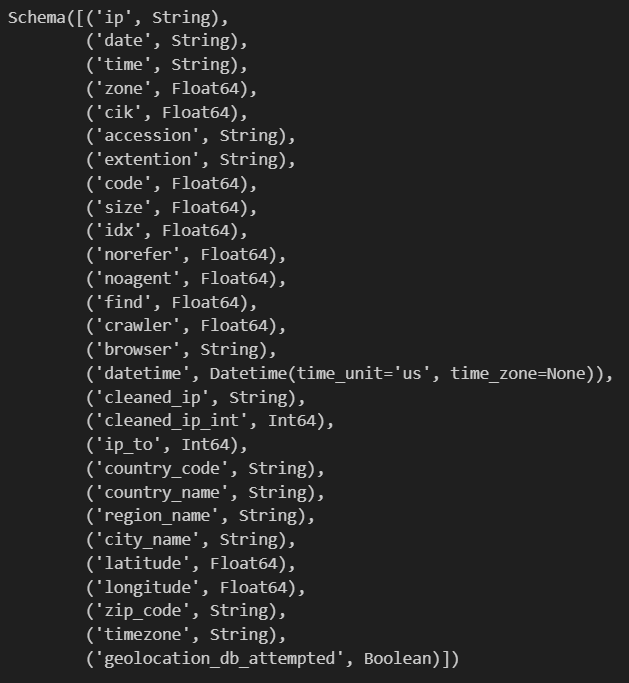 Schema([('ip', String),
('date', String),
('time', String),
('zone', Float64),
('cik', Float64),
('accession', String),
('extention', String),
('code', Float64),
('size', Float64),
('idx', Float64),
('norefer', Float64),
('noagent', Float64),
('find', Float64),
('crawler', Float64),
('browser', String),
('datetime', Datetime(time_unit='us', time_zone=None)),
('cleaned_ip', String),
('cleaned_ip_int', Int64),
('ip_to', Int64),
('country_code', String),
('country_name', String),
('region_name', String),
('city_name', String),
('latitude', Float64),
('longitude', Float64),
('zip_code', String),
('timezone', String),
('geolocation_db_attempted', Boolean)])